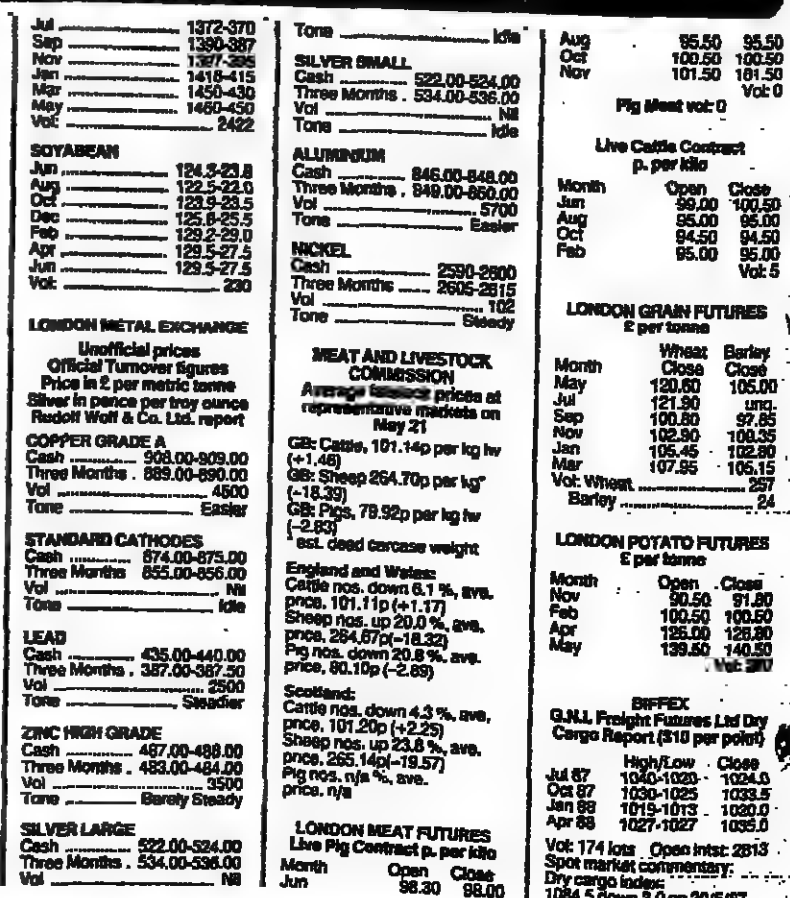 Jul 1372-370
Sep 1390-387
Nov 1397-395
Jan 1418-415
Mar 1450-430
May 1460-450
Vol: 2422
SOYABEAN
Jun 124.3-23.8
Aug 122.5-22.0
Oct 123.9-23.5
Dec 125.8-25.5
Feb 129.2-29.0
Apr 129.5-27.5
Jun 129.5-27.5
Vol: 230
LONDON METAL EXCHANGE
Unofficial prices
Official Turnover figures
Price in £ per metric tonne
Silver in pence per troy ounce
Rudolf Wolf & Co. Ltd. report
COPPER GRADE A
Cash 908.00-909.00
Three Months . 889.00-890.00
Vol 4500
Tone Easier
STANDARD CATHODES
Cash 874.00-875.00
Three Months 855.00-856.00
Vol Nil
Tone Idle
LEAD
Cash 435.00-440.00
Three Months . 387.00-387.50
Vol 2500
Tone Steadier
ZINC HIGH GRADE
Cash 487.00-488.00
Three Months . 483.00-484.00
Vol 3500
Tone Barely Steady
SILVER LARGE
Cash 522.00-524.00
Three Months . 534.00-536.00
Vol Nil
Tone Idle
SILVER SMALL
Cash 522.00-524.00
Three Months . 534.00-536.00
Vol Nil
Tone Idle
ALUMINIUM
Cash 846.00-848.00
Three Months . 849.00-850.00
Vol 5700
Tone Easier
NICKEL
Cash 2590-2600
Three Months 2605-2615
Vol 102
Tone Steady
MEAT AND LIVESTOCK
COMMISSION
Average fatstock prices at
representative markets on
May 21
GB: Cattle, 101.14p per kg lw
(+1.46)
GB: Sheep 264.70p per kg*
(-18.39)
GB: Pigs, 79.92p per kg lw
(-2.83)
* est. dead carcase weight
England and Wales:
Cattle nos. down 6.1 %, ave.
price, 101.11p (+1.17)
Sheep nos. up 20.0 %, ave.
price, 264.67p(-18.32)
Pig nos. down 20.8 %, ave.
price, 80.10p (-2.89)
Scotland:
Cattle nos. down 4.3 %, ave,
price, 101.20p (+2.25)
Sheep nos. up 23.8 %, ave.
price, 265.14p(-19.57)
Pig nos. n/a %, ave.
price, n/a
LONDON MEAT FUTURES
Live Pig Contract p. per kilo
Month Open Close
Jun 98.30 98.00
Aug 95.50 95.50
Oct 100.50 100.50
Nov 101.50 101.50
Vol: 0
Pig Meat vol: 0
Live Cattle Contract
p. per kilo
Month Open Close
Jun 99.00 100.50
Aug 95.00 95.00
Oct 94.50 94.50
Feb 95.00 95.00
Vol: 5
LONDON GRAIN FUTURES
£ per tonne
Wheat Barley
Month Close Close
May 120.60 105.00
Jul 121.90 unq.
Sep 100.80 97.85
Nov 102.90 100.35
Jan 105.45 102.80
Mar 107.95 105.15
Vol: Wheat 257
Barley 24
LONDON POTATO FUTURES
£ per tonne
Month Open Close
Nov 90.50 91.80
Feb 100.50 100.50
Apr 126.00 126.80
May 139.50 140.50
Vol:
BIFFEX
G.N.I. Freight Futures Ltd Dry
Cargo Report ($10 per point)
High/Low Close
Jul 87 1040-1020 1024.0
Oct 87 1030-1025 1033.5
Jan 88 1019-1013 1020.0
Apr 88 1027-1027 1035.0
Vol: 174 lots Open intst: 2813
Spot market commentary:
Dry cargo index:
1084.5 down 2.0 on 20/5/87